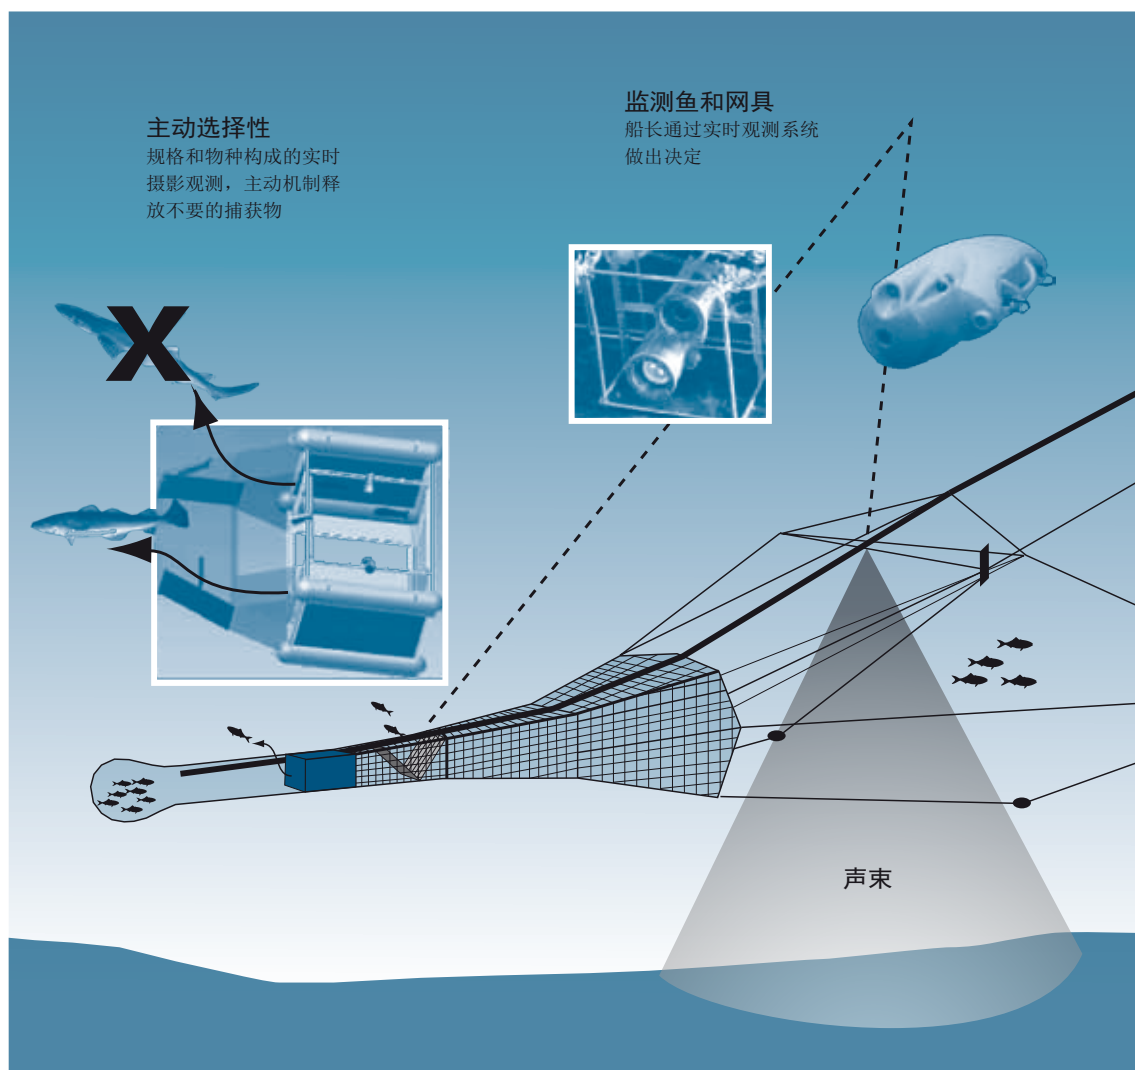 主动选择性
规格和物种构成的实时
摄影观测，主动机制释
放不要的捕获物
监测鱼和网具
船长通过实时观测系统
做出决定
X
声束